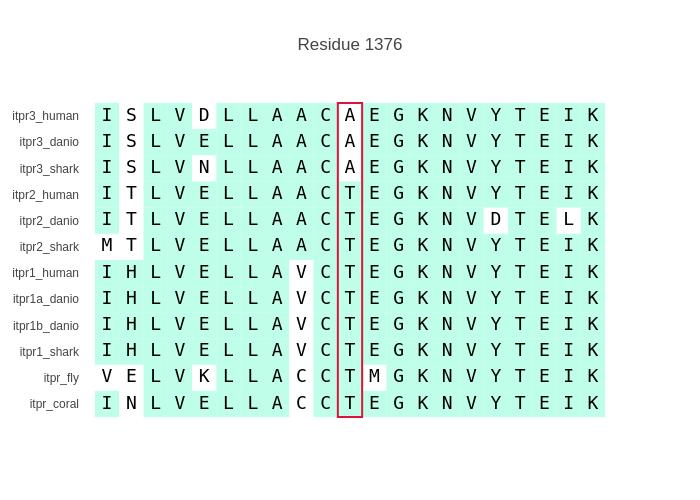 Residue 1376
itpr3_human I S L V D L L A A C A E G K N V Y T E I K
itpr3_danio I S L V E L L A A C A E G K N V Y T E I K
itpr3_shark I S L V N L L A A C A E G K N V Y T E I K
itpr2_human I T L V E L L A A C T E G K N V Y T E I K
itpr2_danio I T L V E L L A A C T E G K N V D T E L K
itpr2_shark M T L V E L L A A C T E G K N V Y T E I K
itpr1_human I H L V E L L A V C T E G K N V Y T E I K
itpr1a_danio I H L V E L L A V C T E G K N V Y T E I K
itpr1b_danio I H L V E L L A V C T E G K N V Y T E I K
itpr1_shark I H L V E L L A V C T E G K N V Y T E I K
itpr_fly V E L V K L L A C C T M G K N V Y T E I K
itpr_coral I N L V E L L A C C T E G K N V Y T E I K